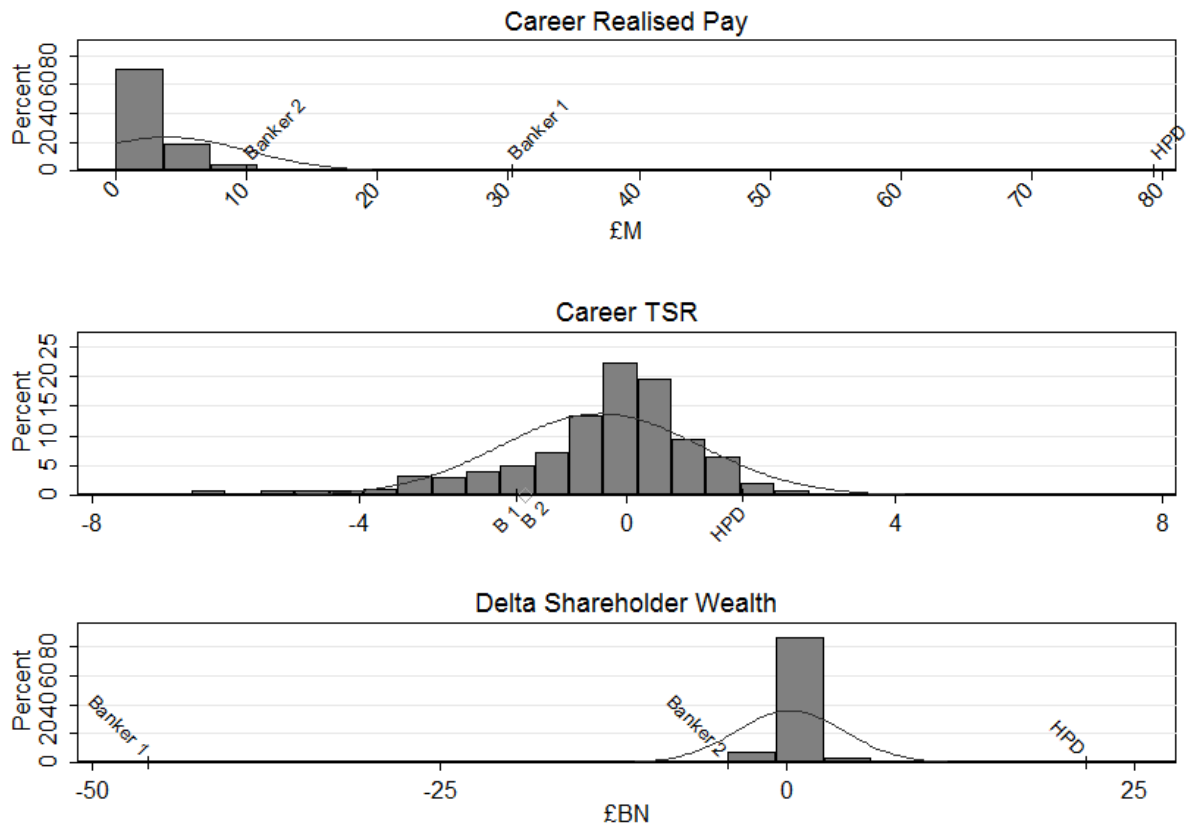 Career Realised Pay
Percent
0 20 40 60 80
Banker 2
Banker 1
HPD
0 10 20 30 40 50 60 70 80
£M
Career TSR
Percent
0 5 10 15 20 25
-8 -4 0 4 8
B 1
B 2
HPD
Delta Shareholder Wealth
Percent
0 20 40 60 80
Banker 1
Banker 2
HPD
-50 -25 0 25
£BN